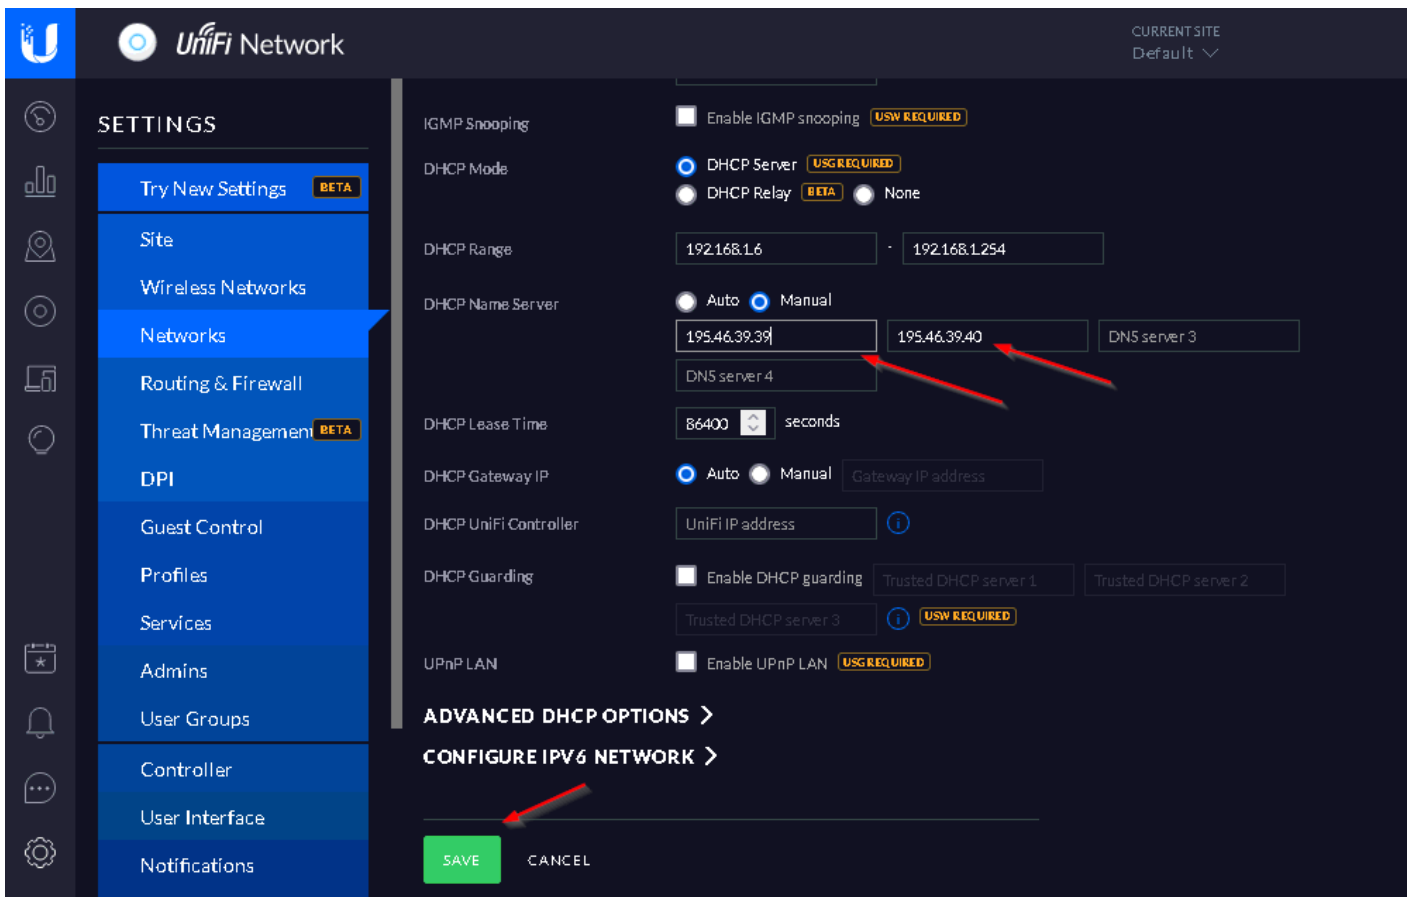 UniFi Network
CURRENT SITE
Default
SETTINGS
Try New Settings BETA
Site
Wireless Networks
Networks
Routing & Firewall
Threat Managemen BETA
DPI
Guest Control
Profiles
Services
Admins
User Groups
Controller
User Interface
Notifications
IGMP Snooping Enable IGMP snooping USW REQUIRED
DHCP Mode DHCP Server USG REQUIRED
DHCP Relay BETA None
DHCP Range 192.168.1.6 - 192.168.1.254
DHCP Name Server Auto Manual
195.46.39.39 195.46.39.40 DNS server 3
DNS server 4
DHCP Lease Time 86400 seconds
DHCP Gateway IP Auto Manual Gateway IP address
DHCP UniFi Controller UniFi IP address
DHCP Guarding Enable DHCP guarding Trusted DHCP server 1 Trusted DHCP server 2
Trusted DHCP server 3 USW REQUIRED
UPnP LAN Enable UPnP LAN USG REQUIRED
ADVANCED DHCP OPTIONS
CONFIGURE IPV6 NETWORK
SAVE CANCEL